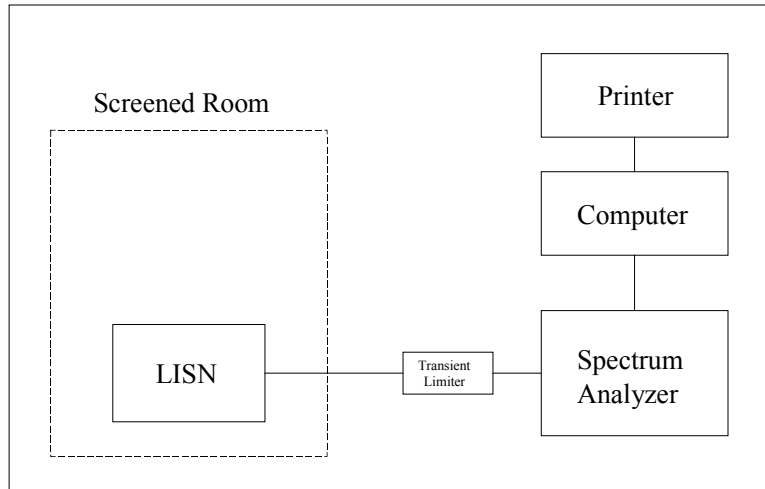 Screened Room
Printer
Computer
LISN
Transient
Limiter
Spectrum
Analyzer